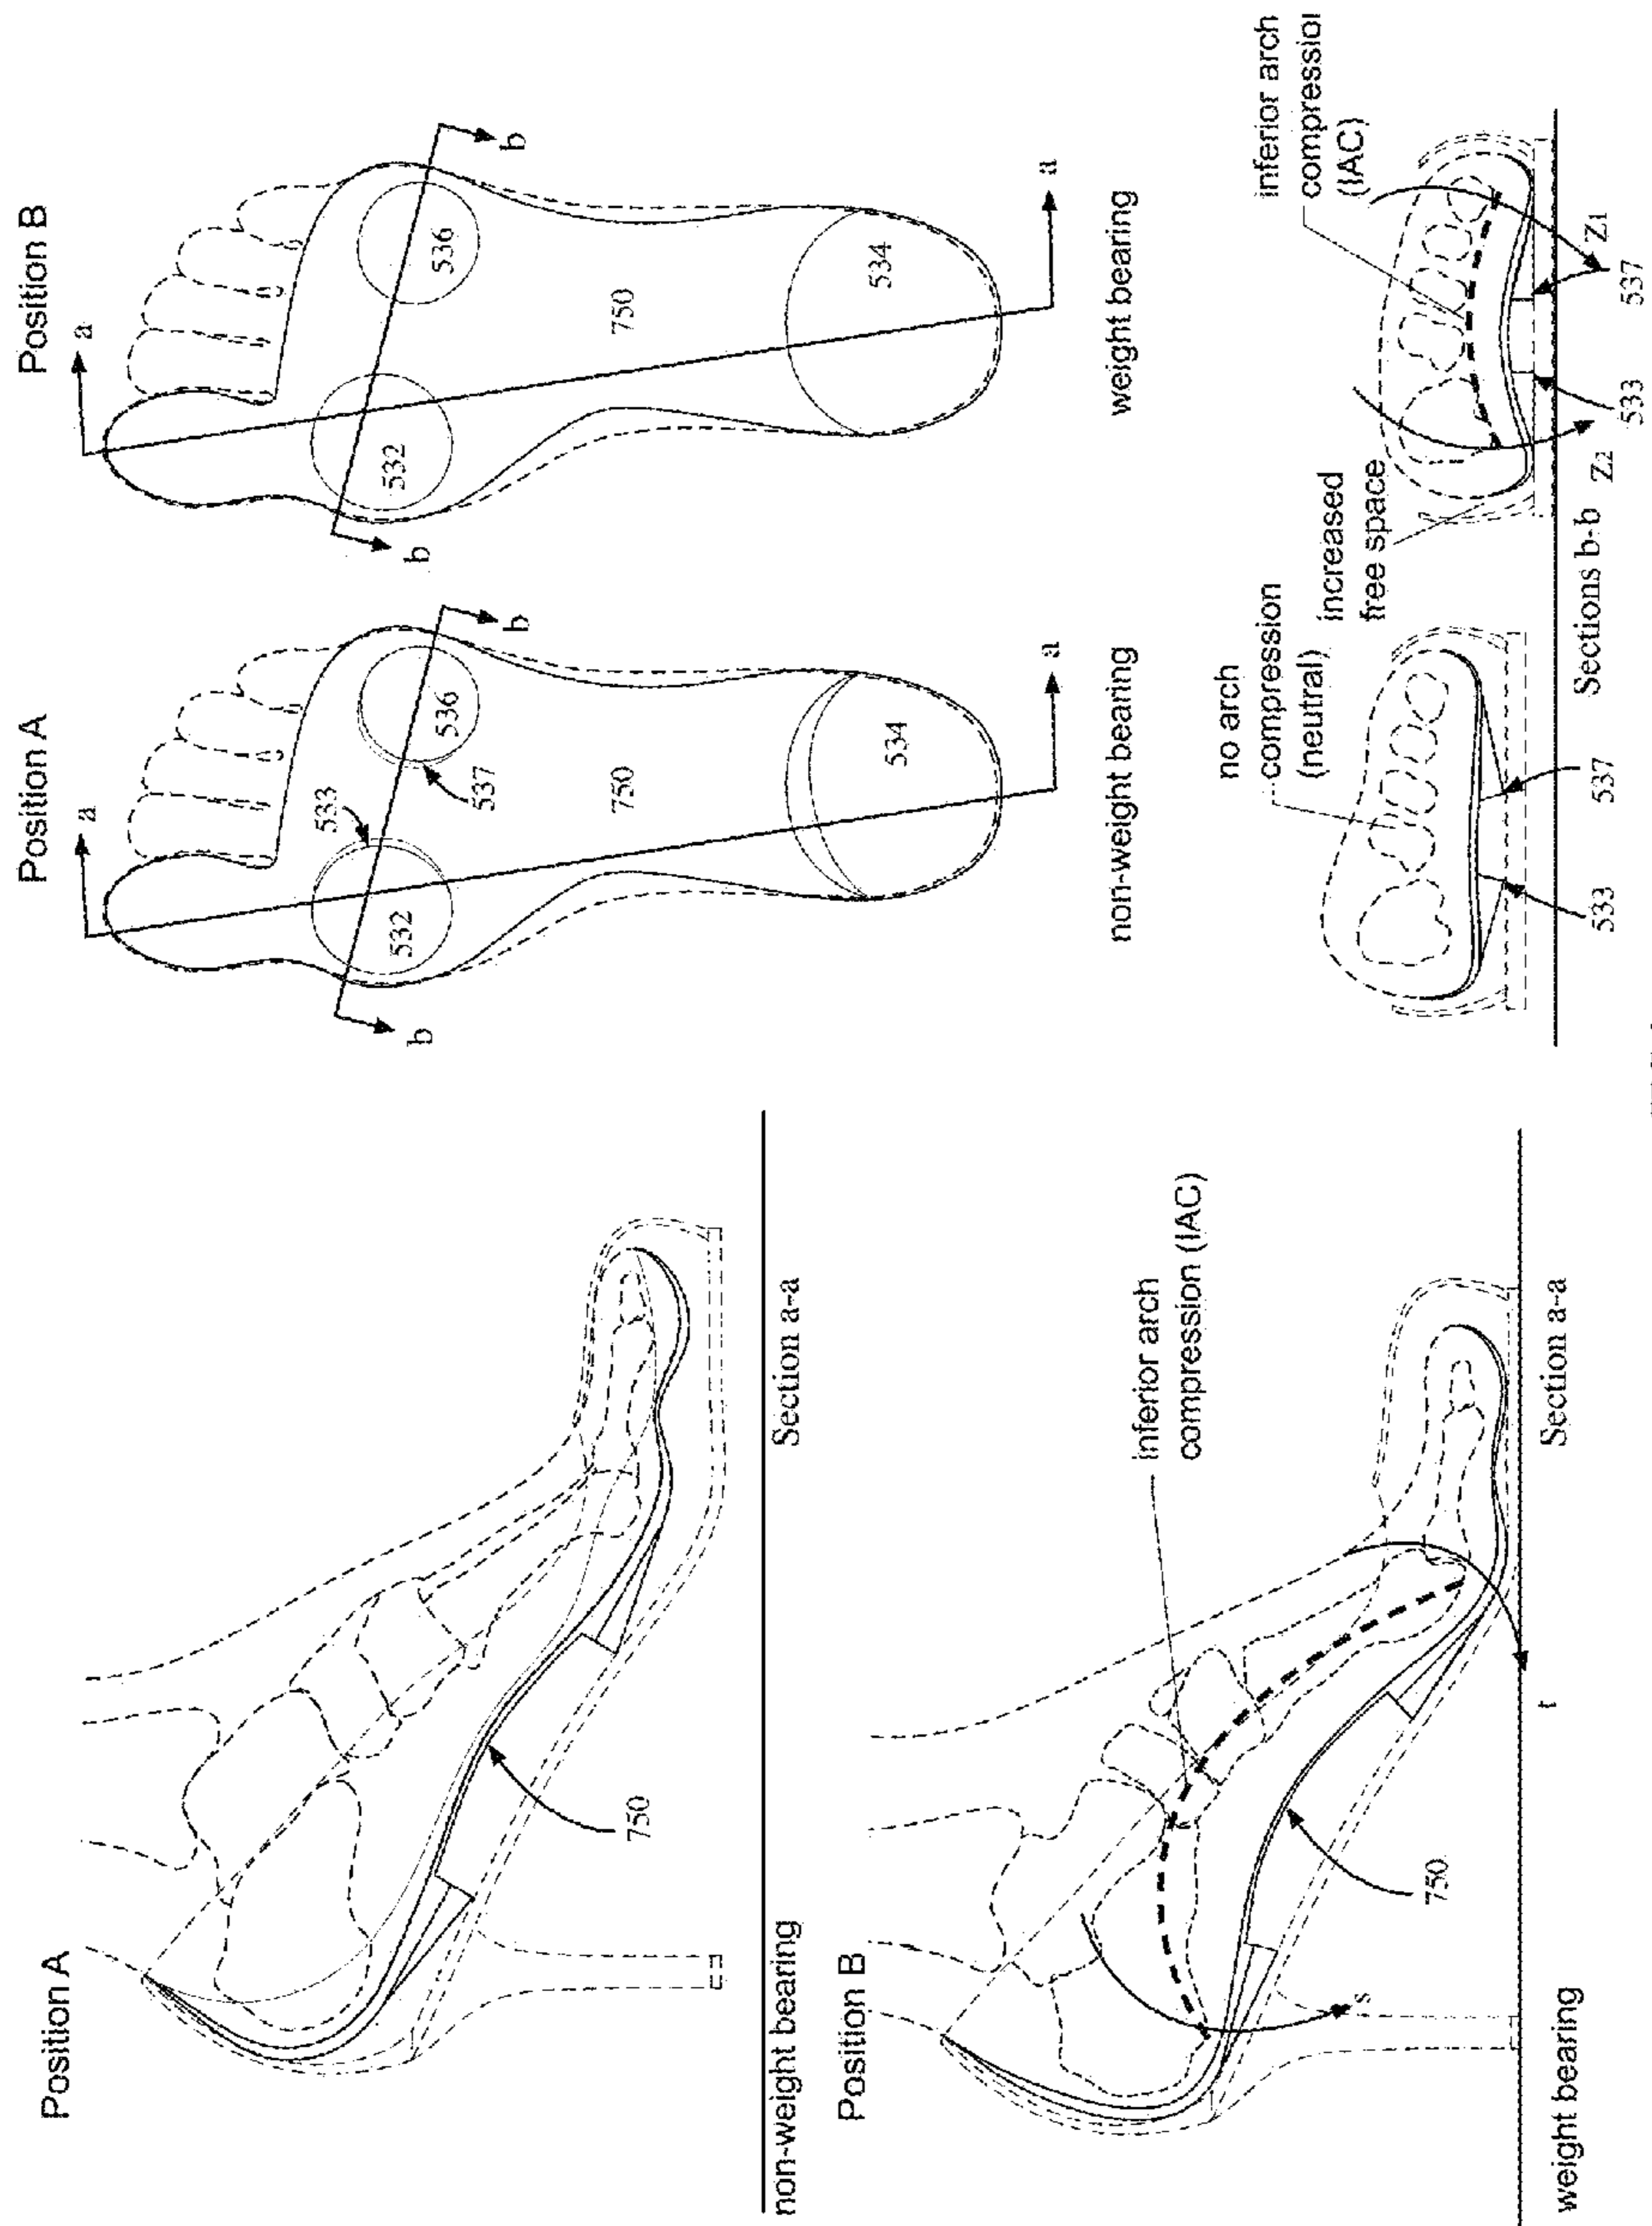 Position A
750
non-weight bearing
Section a-a
Position B
inferior arch
compression (IAC)
750
s
t
weight bearing
Section a-a
Position A
a
533
532
536
537
b
b
750
534
a
non-weight bearing
Position B
a
532
536
b
b
750
534
a
weight bearing
no arch
compression
(neutral)
533
537
increased
free space
inferior arch
compression
(IAC)
Z2
Z1
533
537
Sections b-b